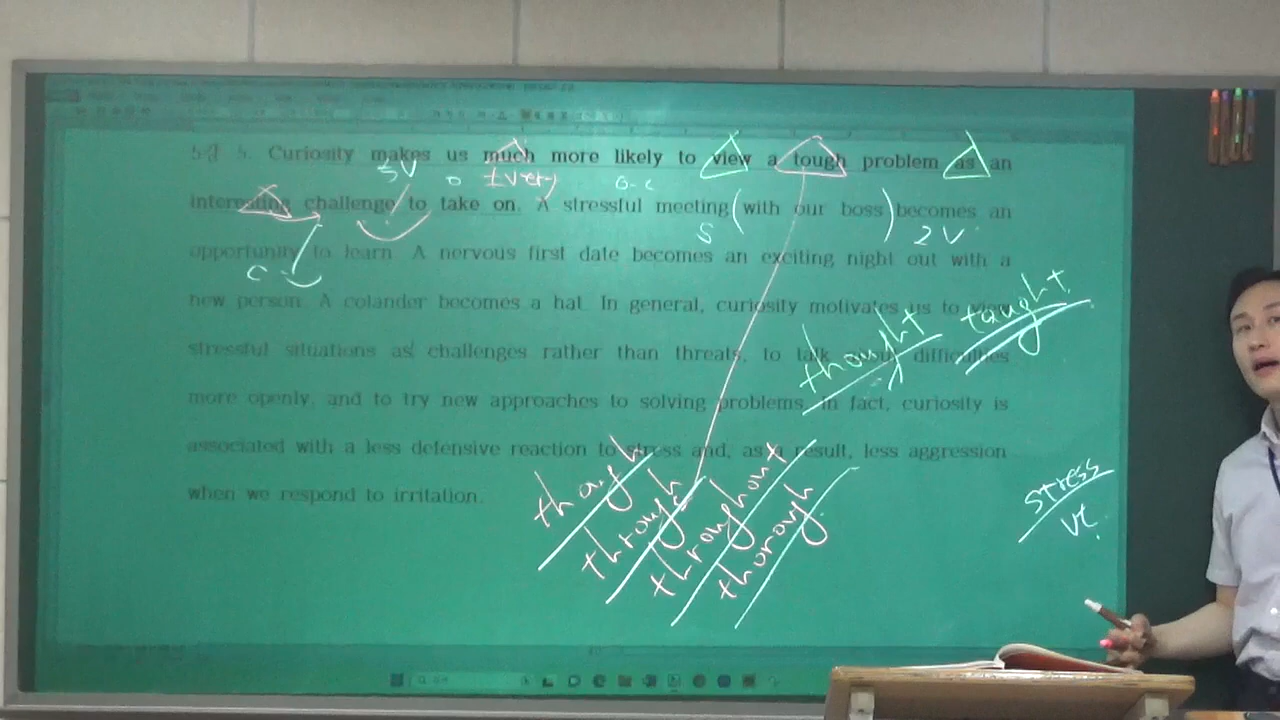 5강 5. Curiosity makes us much more likely to view a tough problem as an
5V o ±very o.c
interesting challenge to take on. A stressful meeting (with our boss) becomes an
S 2V
opportunity to learn. A nervous first date becomes an exciting night out with a
C
new person. A colander becomes a hat. In general, curiosity motivates us to view
thought taught
stressful situations as challenges rather than threats, to talk about difficulties
more openly, and to try new approaches to solving problems. In fact, curiosity is
associated with a less defensive reaction to stress and, as a result, less aggression
when we respond to irritation.
though
through
throughout
thorough
stress
vt.